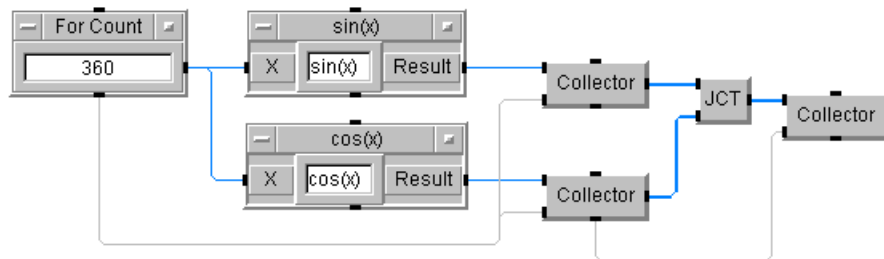 For Count
360
sin(x)
X
sin(x)
Result
cos(x)
X
cos(x)
Result
Collector
Collector
JCT
Collector